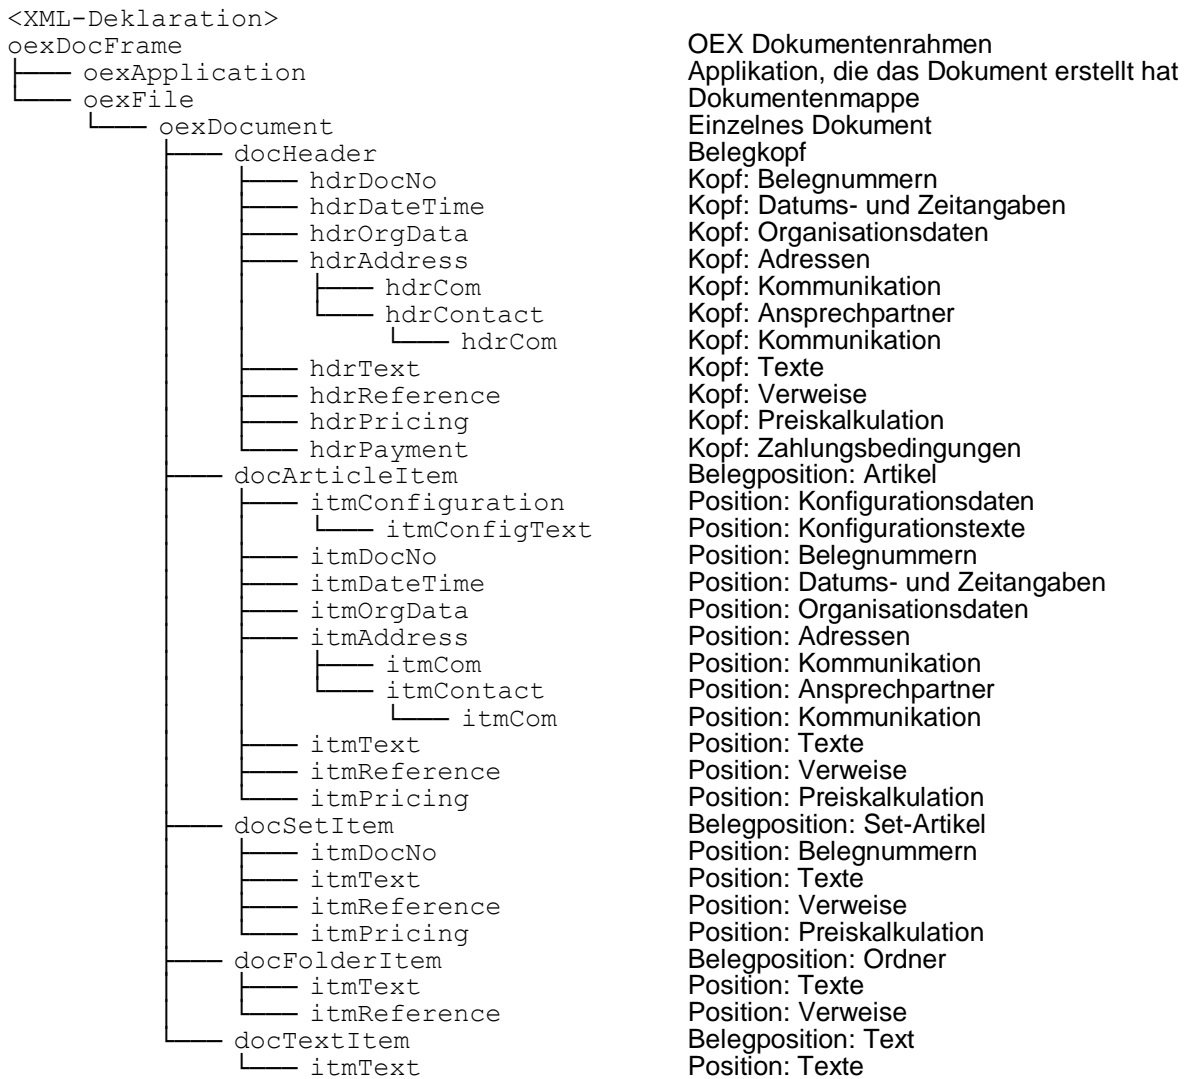 <XML-Deklaration>
oexDocFrame OEX Dokumentenrahmen
oexApplication Applikation, die das Dokument erstellt hat
oexFile Dokumentenmappe
oexDocument Einzelnes Dokument
docHeader Belegkopf
hdrDocNo Kopf: Belegnummern
hdrDateTime Kopf: Datums- und Zeitangaben
hdrOrgData Kopf: Organisationsdaten
hdrAddress Kopf: Adressen
hdrCom Kopf: Kommunikation
hdrContact Kopf: Ansprechpartner
hdrCom Kopf: Kommunikation
hdrText Kopf: Texte
hdrReference Kopf: Verweise
hdrPricing Kopf: Preiskalkulation
hdrPayment Kopf: Zahlungsbedingungen
docArticleItem Belegposition: Artikel
itmConfiguration Position: Konfigurationsdaten
itmConfigText Position: Konfigurationstexte
itmDocNo Position: Belegnummern
itmDateTime Position: Datums- und Zeitangaben
itmOrgData Position: Organisationsdaten
itmAddress Position: Adressen
itmCom Position: Kommunikation
itmContact Position: Ansprechpartner
itmCom Position: Kommunikation
itmText Position: Texte
itmReference Position: Verweise
itmPricing Position: Preiskalkulation
docSetItem Belegposition: Set-Artikel
itmDocNo Position: Belegnummern
itmText Position: Texte
itmReference Position: Verweise
itmPricing Position: Preiskalkulation
docFolderItem Belegposition: Ordner
itmText Position: Texte
itmReference Position: Verweise
docTextItem Belegposition: Text
itmText Position: Texte